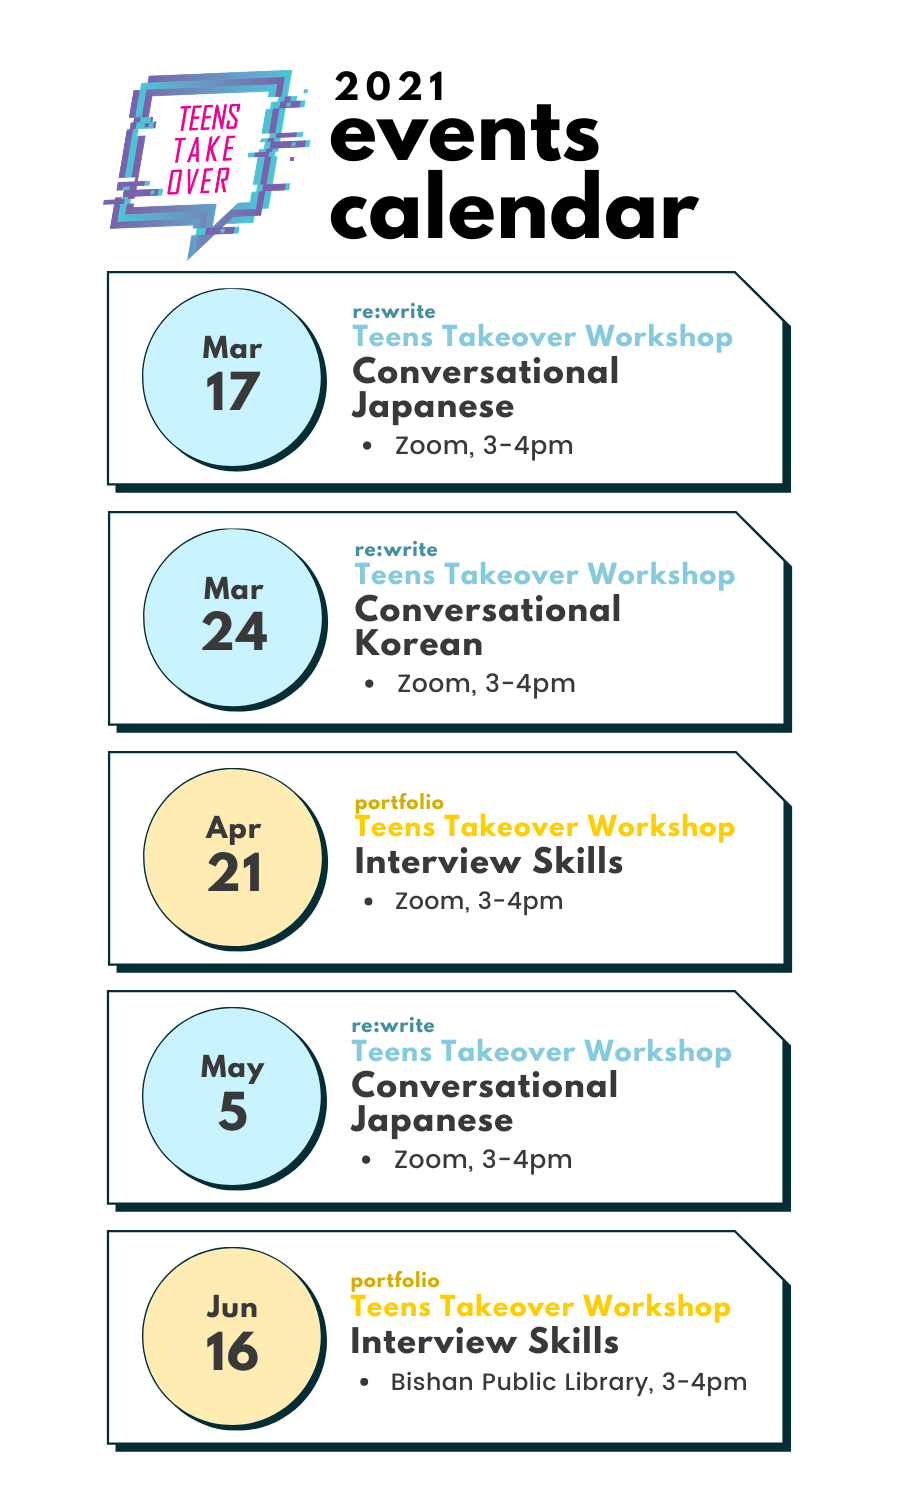 TEENS
TAKE
OVER
2021
events
calendar
Mar
17
re:write
Teens Takeover Workshop
Conversational
Japanese
• Zoom, 3-4pm
Mar
24
re:write
Teens Takeover Workshop
Conversational
Korean
• Zoom, 3-4pm
Apr
21
portfolio
Teens Takeover Workshop
Interview Skills
• Zoom, 3-4pm
May
5
re:write
Teens Takeover Workshop
Conversational
Japanese
• Zoom, 3-4pm
Jun
16
portfolio
Teens Takeover Workshop
Interview Skills
• Bishan Public Library, 3-4pm